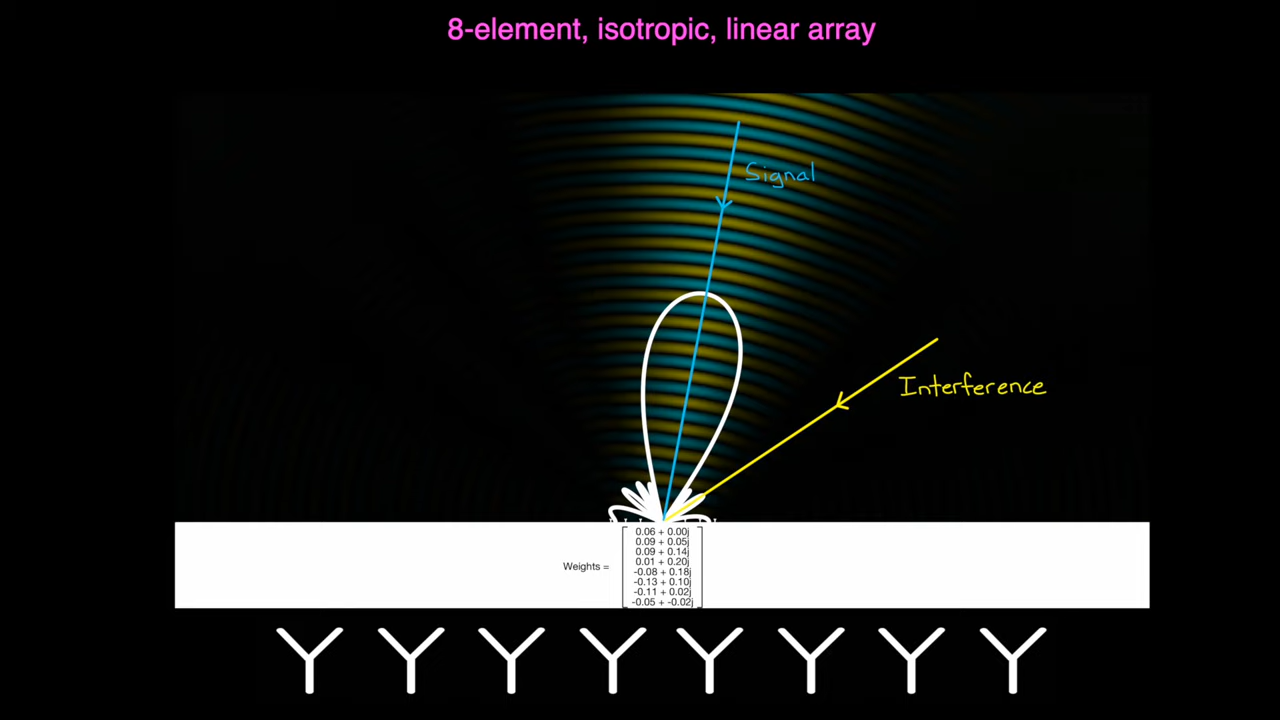 8-element, isotropic, linear array
Signal
Interference
Weights =
0.06 + 0.00j
0.09 + 0.05j
0.09 + 0.14j
0.01 + 0.20j
-0.08 + 0.18j
-0.13 + 0.10j
-0.11 + 0.02j
-0.05 + -0.02j